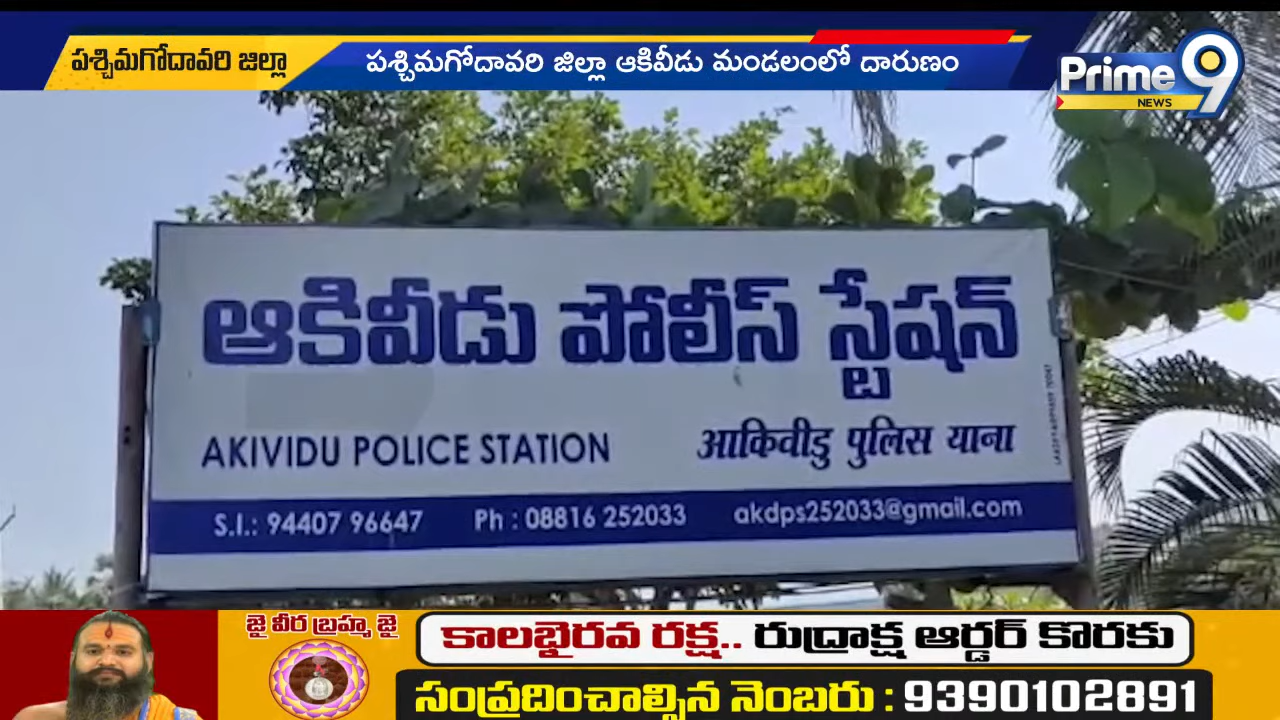 పశ్చిమగోదావరి జిల్లా
పశ్చిమగోదావరి జిల్లా ఆకివీడు మండలంలో దారుణం
Prime9
NEWS
ఆకివీడు పోలీస్ స్టేషన్
AKIVIDU POLICE STATION
आकिवीडु पुलिस याना
S.I.: 94407 96647
Ph : 08816 252033
akdps252033@gmail.com
జై వీర బ్రహ్మ జై
కాలభైరవ రక్ష.. రుద్రాక్ష ఆర్డర్ కొరకు
సంప్రదించాల్సిన నెంబరు : 9390102891